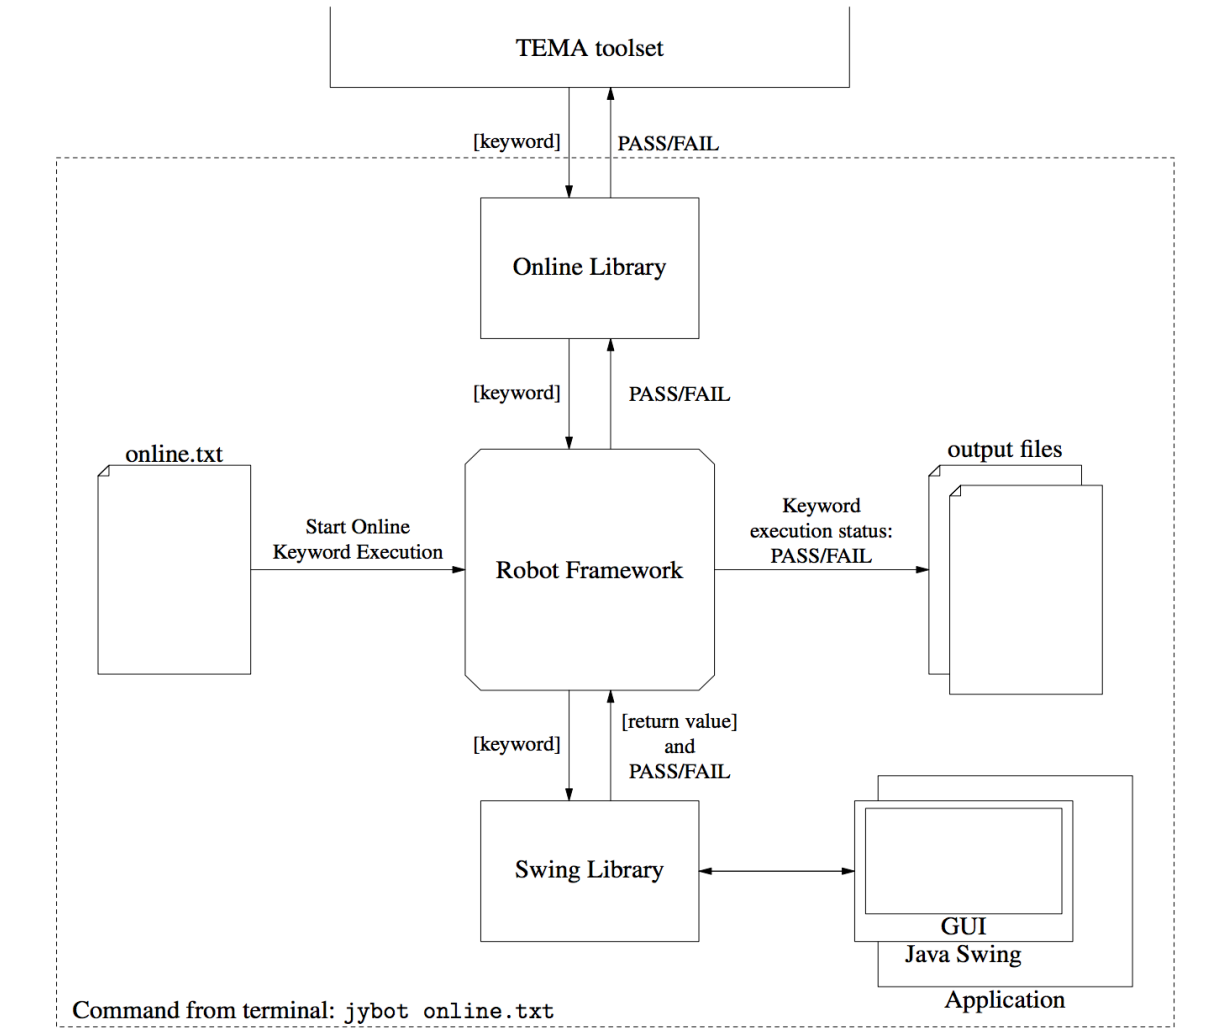 TEMA toolset
[keyword]
PASS/FAIL
Online Library
[keyword]
PASS/FAIL
online.txt
output files
Start Online
Keyword Execution
Robot Framework
Keyword
execution status:
PASS/FAIL
[keyword]
[return value]
and
PASS/FAIL
Swing Library
GUI
Java Swing
Application
Command from terminal: jybot online.txt